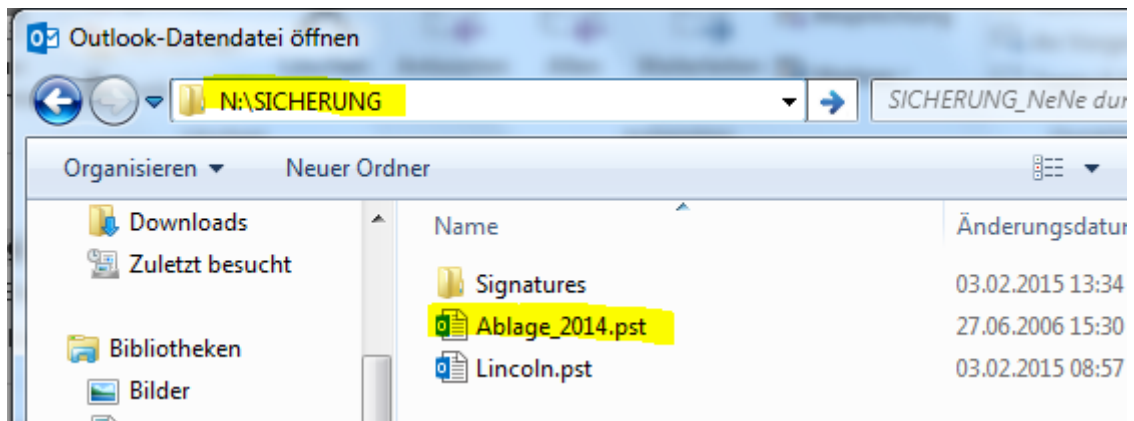 Outlook-Datendatei öffnen
N:\SICHERUNG
SICHERUNG_NeNe dur
Organisieren
Neuer Ordner
Downloads
Zuletzt besucht
Bibliotheken
Bilder
Name
Änderungsdatur
Signatures
03.02.2015 13:34
Ablage_2014.pst
27.06.2006 15:30
Lincoln.pst
03.02.2015 08:57